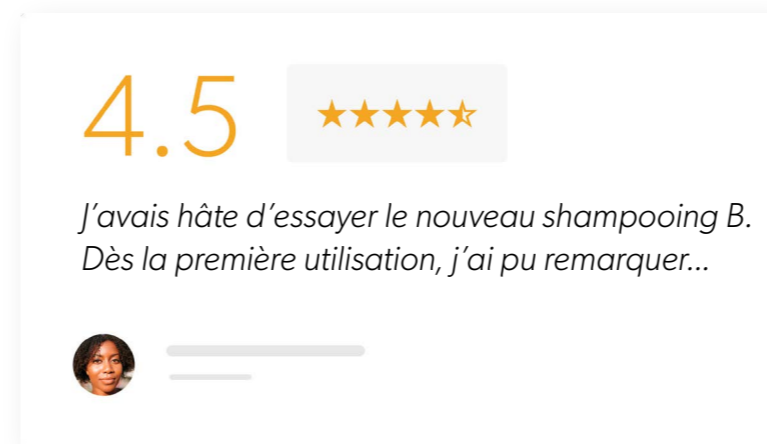 4.5
J’avais hâte d’essayer le nouveau shampooing B.
Dès la première utilisation, j’ai pu remarquer...